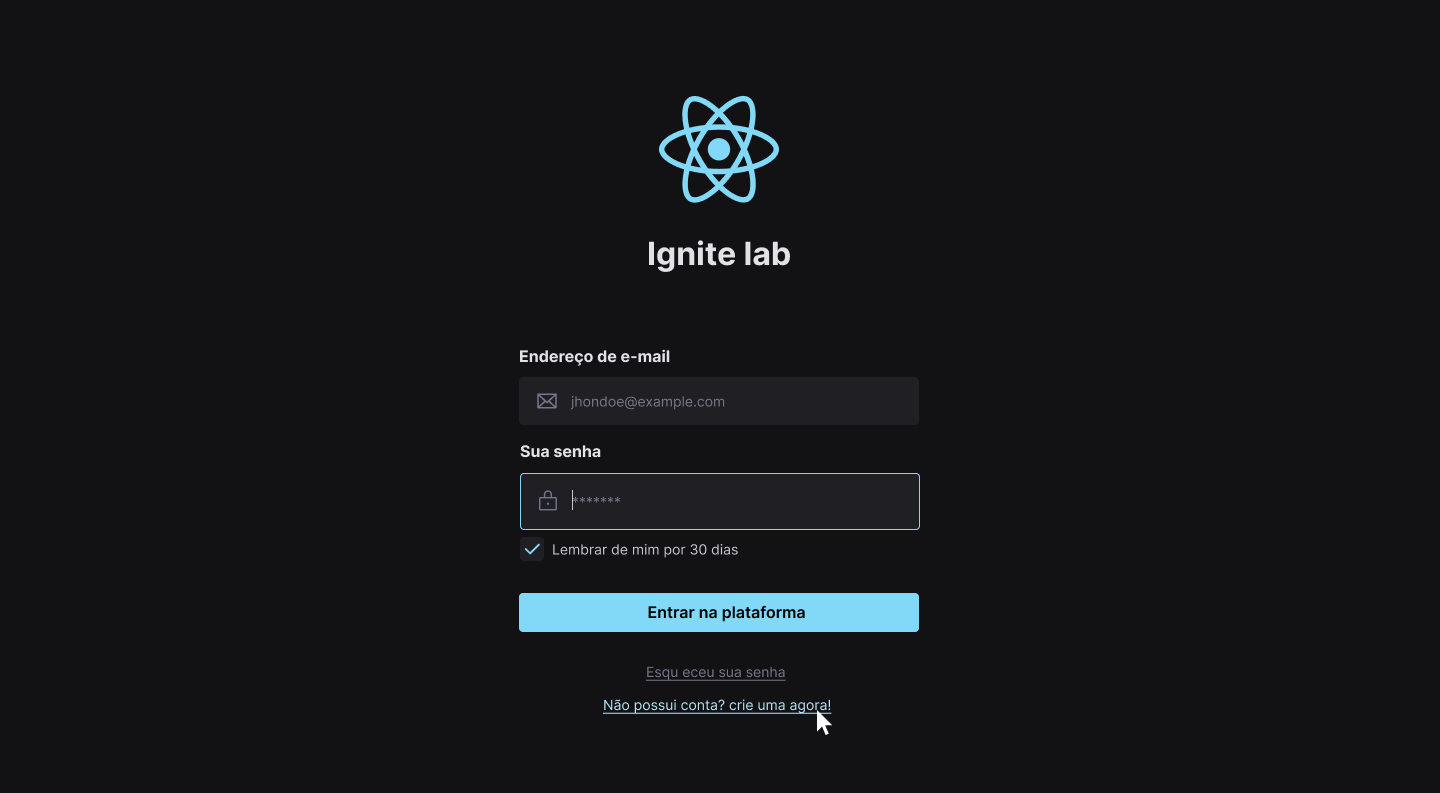 Ignite lab
Endereço de e-mail
jhondoe@example.com
Sua senha
*******
Lembrar de mim por 30 dias
Entrar na plataforma
Esqu eceu sua senha
Não possui conta? crie uma agora!